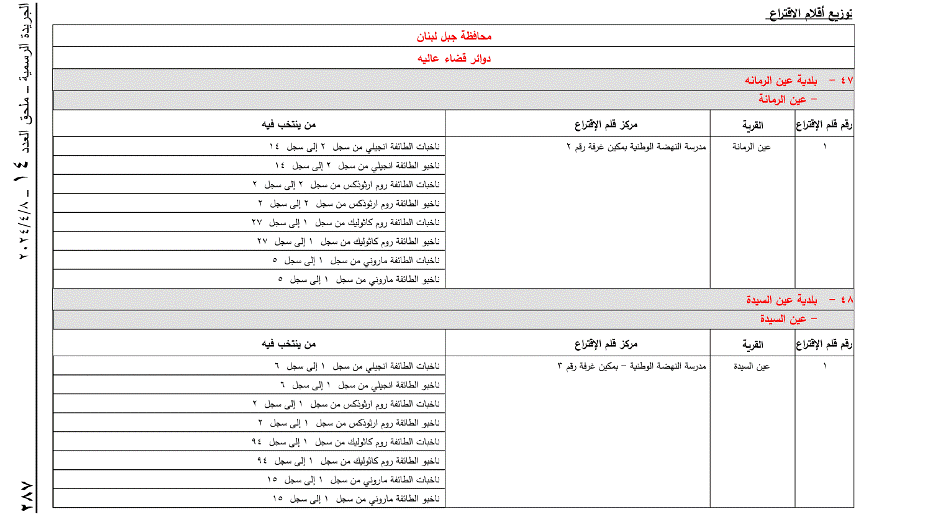 توزيع أقلام الاقتراع
محافظة جبل لبنان
دوائر قضاء عاليه
٤٧ - بلدية عين الرمانه
- عين الرمانة
رقم قلم الإقتراع القرية مركز قلم الإقتراع من ينتخب فيه
١ عين الرمانة مدرسة النهضة الوطنية بمكين غرفة رقم ٢ ناخبات الطائفة انجيلي من سجل ٢ إلى سجل ١٤
ناخبو الطائفة انجيلي من سجل ٢ إلى سجل ١٤
ناخبات الطائفة روم ارثوذكس من سجل ٢ إلى سجل ٢
ناخبو الطائفة روم ارثوذكس من سجل ٢ إلى سجل ٢
ناخبات الطائفة روم كاثوليك من سجل ١ إلى سجل ٢٧
ناخبو الطائفة روم كاثوليك من سجل ١ إلى سجل ٢٧
ناخبات الطائفة ماروني من سجل ١ إلى سجل ٥
ناخبو الطائفة ماروني من سجل ١ إلى سجل ٥
٤٨ - بلدية عين السيدة
- عين السيدة
رقم قلم الإقتراع القرية مركز قلم الإقتراع من ينتخب فيه
١ عين السيدة مدرسة النهضة الوطنية - بمكين غرفة رقم ٣ ناخبات الطائفة انجيلي من سجل ١ إلى سجل ٦
ناخبو الطائفة انجيلي من سجل ١ إلى سجل ٦
ناخبات الطائفة روم ارثوذكس من سجل ١ إلى سجل ٢
ناخبو الطائفة روم ارثوذكس من سجل ١ إلى سجل ٢
ناخبات الطائفة روم كاثوليك من سجل ١ إلى سجل ٩٤
ناخبو الطائفة روم كاثوليك من سجل ١ إلى سجل ٩٤
ناخبات الطائفة ماروني من سجل ١ إلى سجل ١٥
ناخبو الطائفة ماروني من سجل ١ إلى سجل ١٥
الجريدة الرسمية - ملحق العدد ١٤ - ٢٠٢٤/٤/٨
٢٨٧